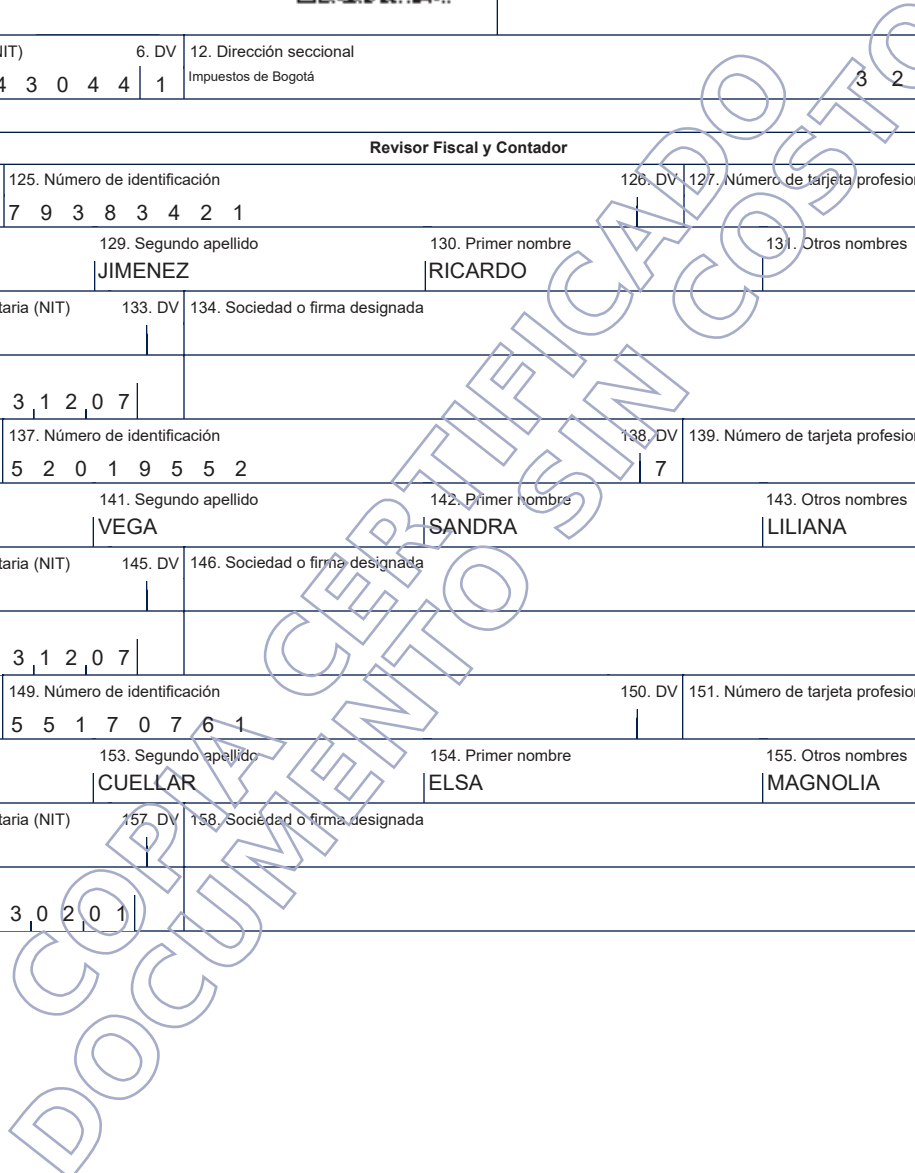 NIT) 6. DV 12. Dirección seccional
4 3 0 4 4 1 Impuestos de Bogotá 3 2
Revisor Fiscal y Contador
125. Número de identificación 126. DV 127. Número de tarjeta profesion
7 9 3 8 3 4 2 1
129. Segundo apellido 130. Primer nombre 131. Otros nombres
JIMENEZ RICARDO
taria (NIT) 133. DV 134. Sociedad o firma designada
3 1 2 0 7
137. Número de identificación 138. DV 139. Número de tarjeta profesion
5 2 0 1 9 5 5 2 7
141. Segundo apellido 142. Primer nombre 143. Otros nombres
VEGA SANDRA LILIANA
taria (NIT) 145. DV 146. Sociedad o firma designada
3 1 2 0 7
149. Número de identificación 150. DV 151. Número de tarjeta profesion
5 5 1 7 0 7 6 1
153. Segundo apellido 154. Primer nombre 155. Otros nombres
CUELLAR ELSA MAGNOLIA
taria (NIT) 157. DV 158. Sociedad o firma designada
3 0 2 0 1
COPIA CERTIFICADO
DOCUMENTO SIN COSTO